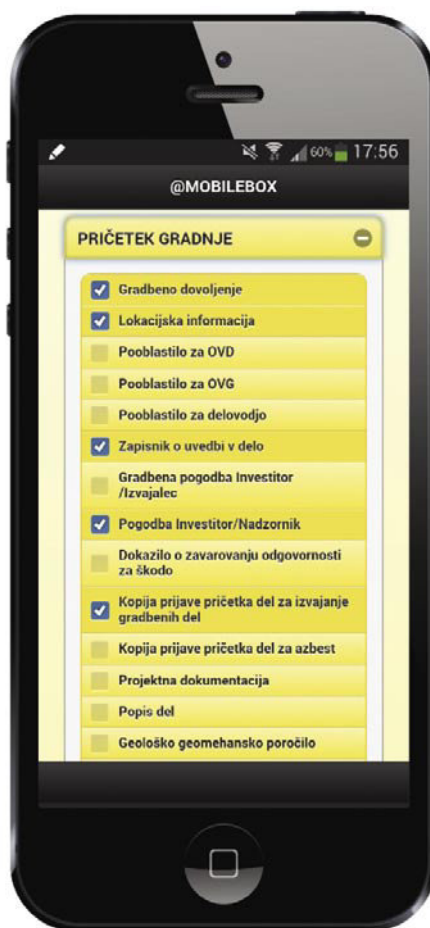 60% 17:56
@MOBILEBOX
PRIČETEK GRADNJE
Gradbeno dovoljenje
Lokacijska informacija
Pooblastilo za OVD
Pooblastilo za OVG
Pooblastilo za delovodjo
Zapisnik o uvedbi v delo
Gradbena pogodba Investitor
/Izvajalec
Pogodba Investitor/Nadzornik
Dokazilo o zavarovanju odgovornosti
za škodo
Kopija prijave pričetka del za izvajanje
gradbenih del
Kopija prijave pričetka del za azbest
Projektna dokumentacija
Popis del
Geološko geomehansko poročilo